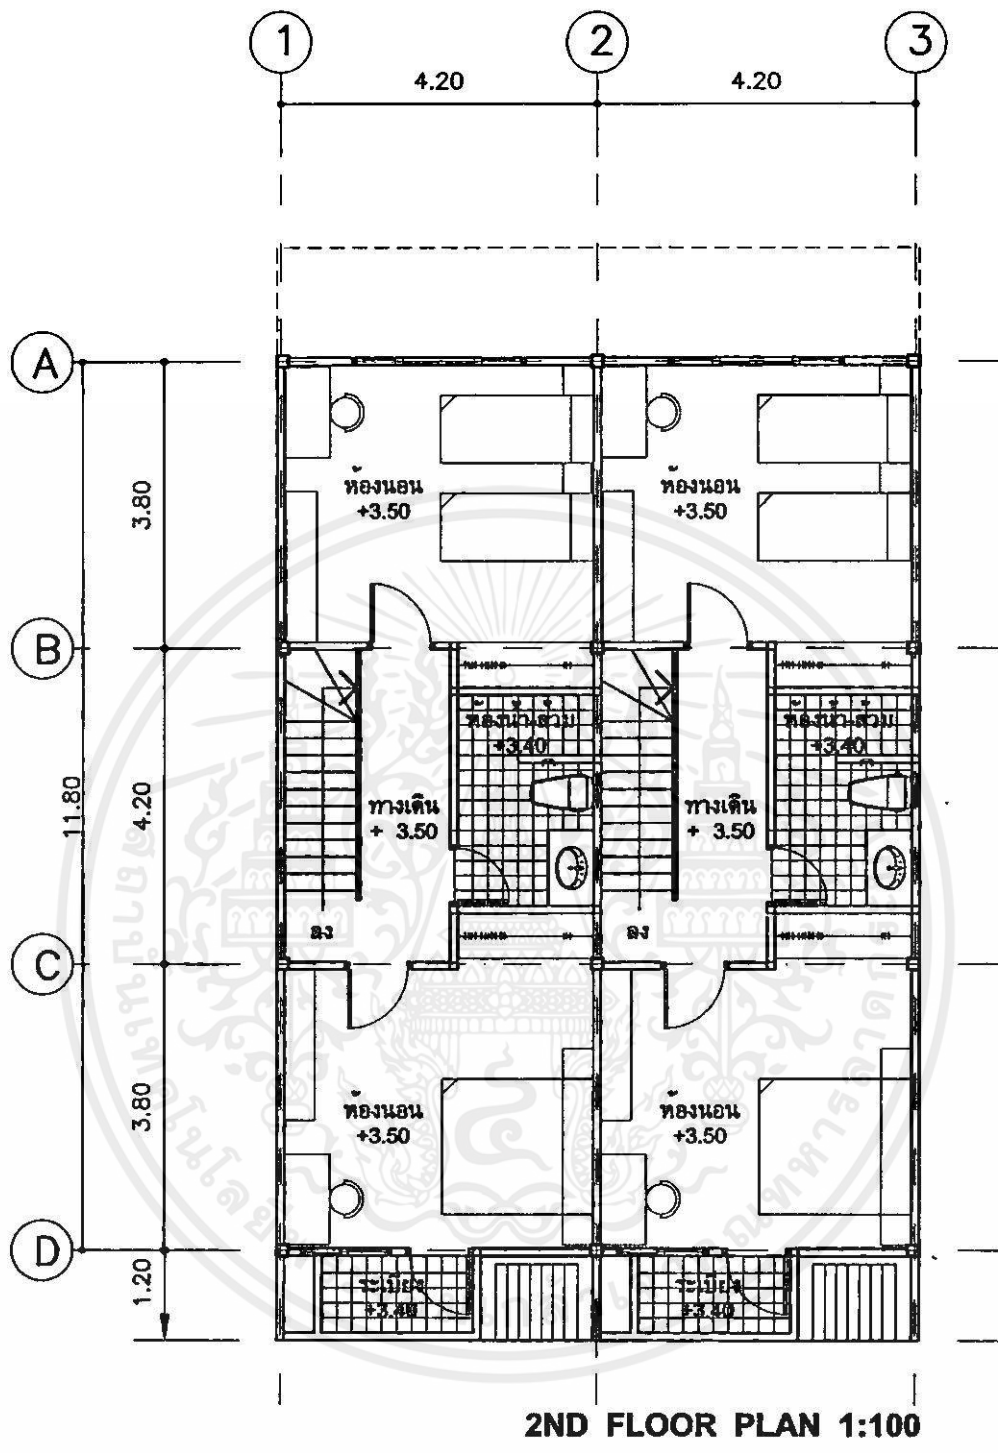 1 2 3
4.20 4.20
A
3.80
ห้องนอน
+3.50
ห้องนอน
+3.50
B
11.80
4.20
ห้องน้ำ-ส้วม
+3.40
ห้องน้ำ-ส้วม
+3.40
ทางเดิน
+ 3.50
ทางเดิน
+ 3.50
ลง
ลง
C
3.80
ห้องนอน
+3.50
ห้องนอน
+3.50
D
1.20
ระเบียง
+3.40
ระเบียง
+3.40
2ND FLOOR PLAN 1:100